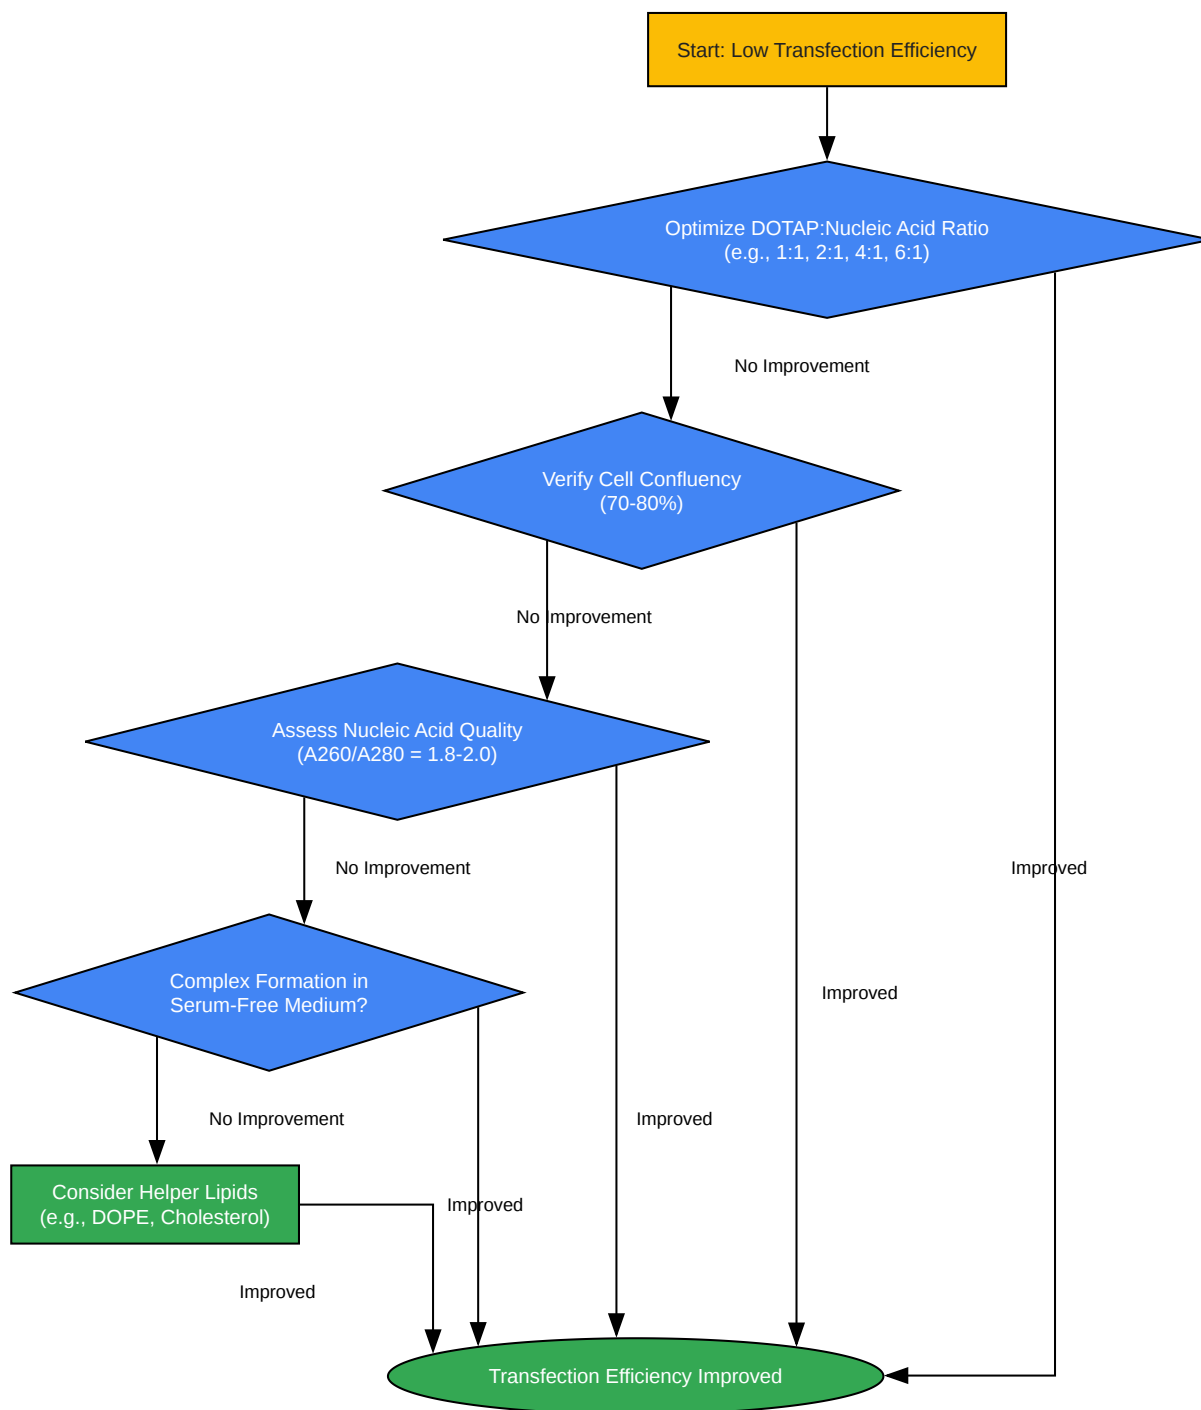 Start: Low Transfection Efficiency
Optimize DOTAP:Nucleic Acid Ratio
(e.g., 1:1, 2:1, 4:1, 6:1)
No Improvement
Verify Cell Confluency
(70-80%)
No Improvement
Assess Nucleic Acid Quality
(A260/A280 = 1.8-2.0)
No Improvement
Improved
Complex Formation in
Serum-Free Medium?
Improved
No Improvement
Improved
Consider Helper Lipids
(e.g., DOPE, Cholesterol)
Improved
Improved
Transfection Efficiency Improved